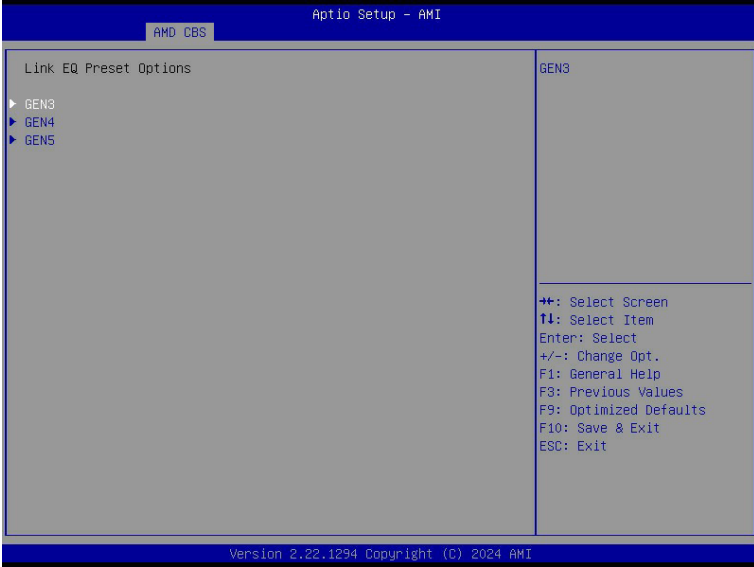 Aptio Setup – AMI
AMD CBS
Link EQ Preset Options
GEN3
GEN4
GEN5
GEN3
→←: Select Screen
↑↓: Select Item
Enter: Select
+/-: Change Opt.
F1: General Help
F3: Previous Values
F9: Optimized Defaults
F10: Save & Exit
ESC: Exit
Version 2.22.1294 Copyright (C) 2024 AMI